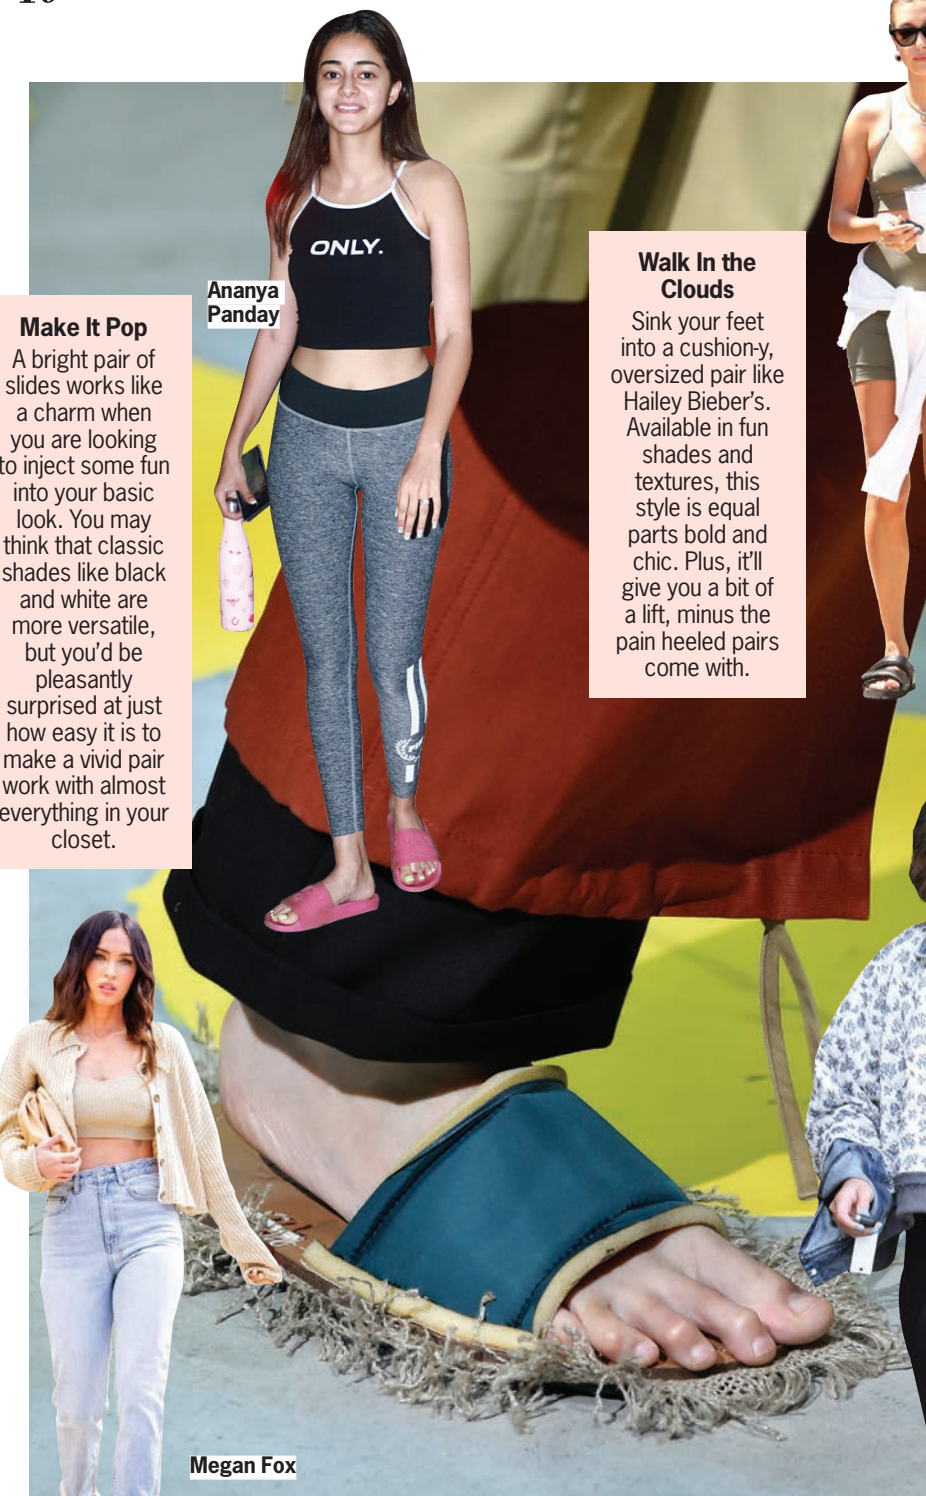 ONLY.
Ananya
Panday
Make It Pop
A bright pair of
slides works like
a charm when
you are looking
to inject some fun
into your basic
look. You may
think that classic
shades like black
and white are
more versatile,
but you’d be
pleasantly
surprised at just
how easy it is to
make a vivid pair
work with almost
everything in your
closet.
Walk In the
Clouds
Sink your feet
into a cushion-y,
oversized pair like
Hailey Bieber’s.
Available in fun
shades and
textures, this
style is equal
parts bold and
chic. Plus, it’ll
give you a bit of
a lift, minus the
pain heeled pairs
come with.
Megan Fox